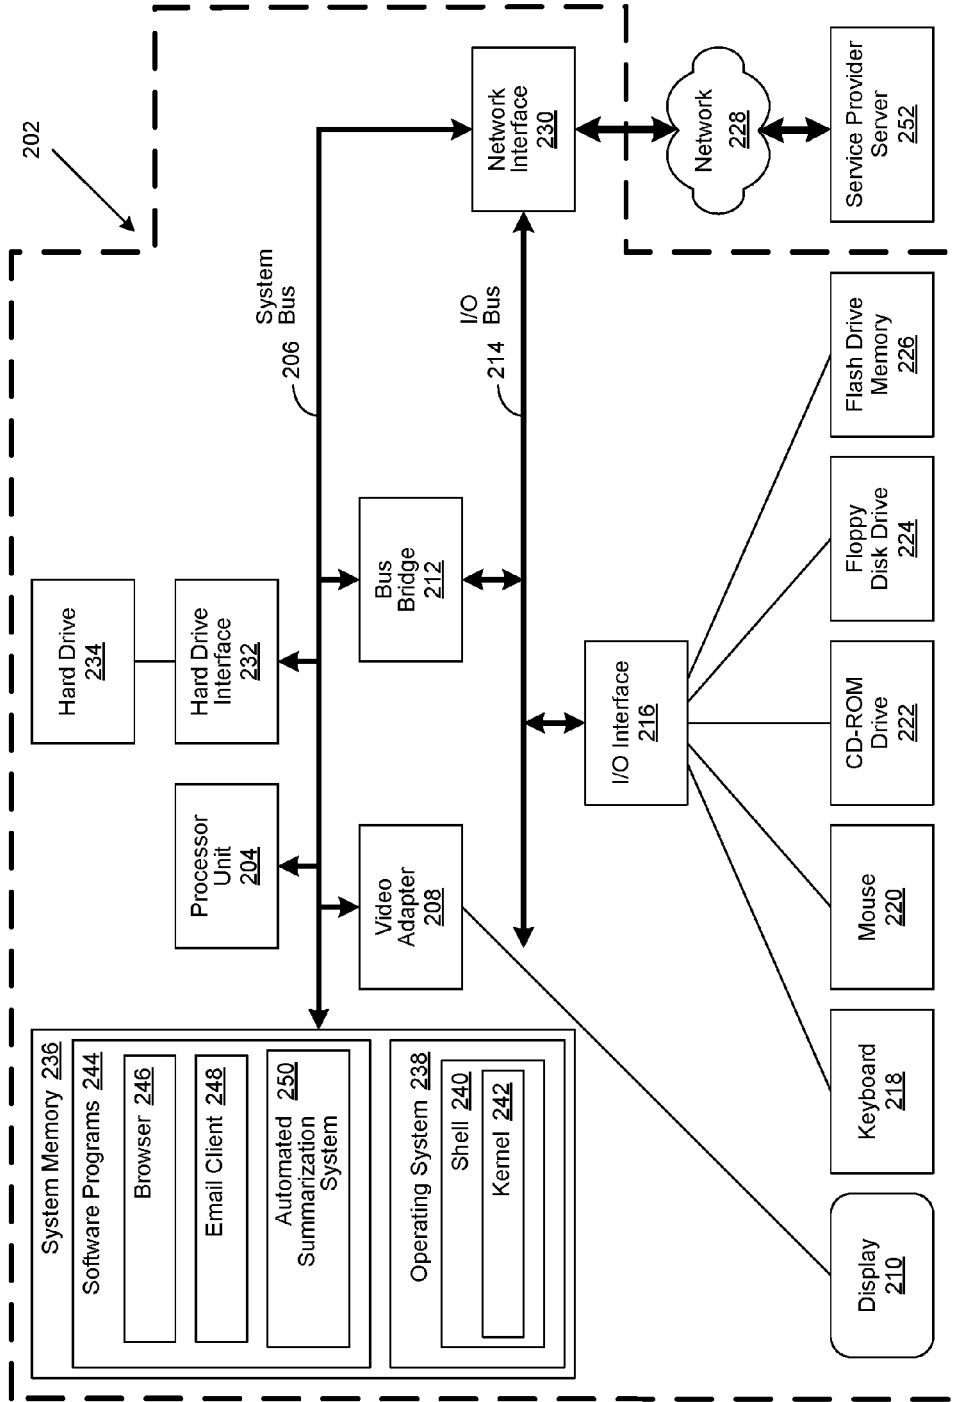 202
System Memory 236
Software Programs 244
Browser 246
Email Client 248
Automated 250
Summarization
System
Operating System 238
Shell 240
Kernel 242
Processor
Unit
204
Hard Drive
234
Hard Drive
Interface
232
206
System
Bus
Video
Adapter
208
Bus
Bridge
212
214
I/O
Bus
Network
Interface
230
I/O Interface
216
Network
228
Display
210
Keyboard
218
Mouse
220
CD-ROM
Drive
222
Floppy
Disk Drive
224
Flash Drive
Memory
226
Service Provider
Server
252